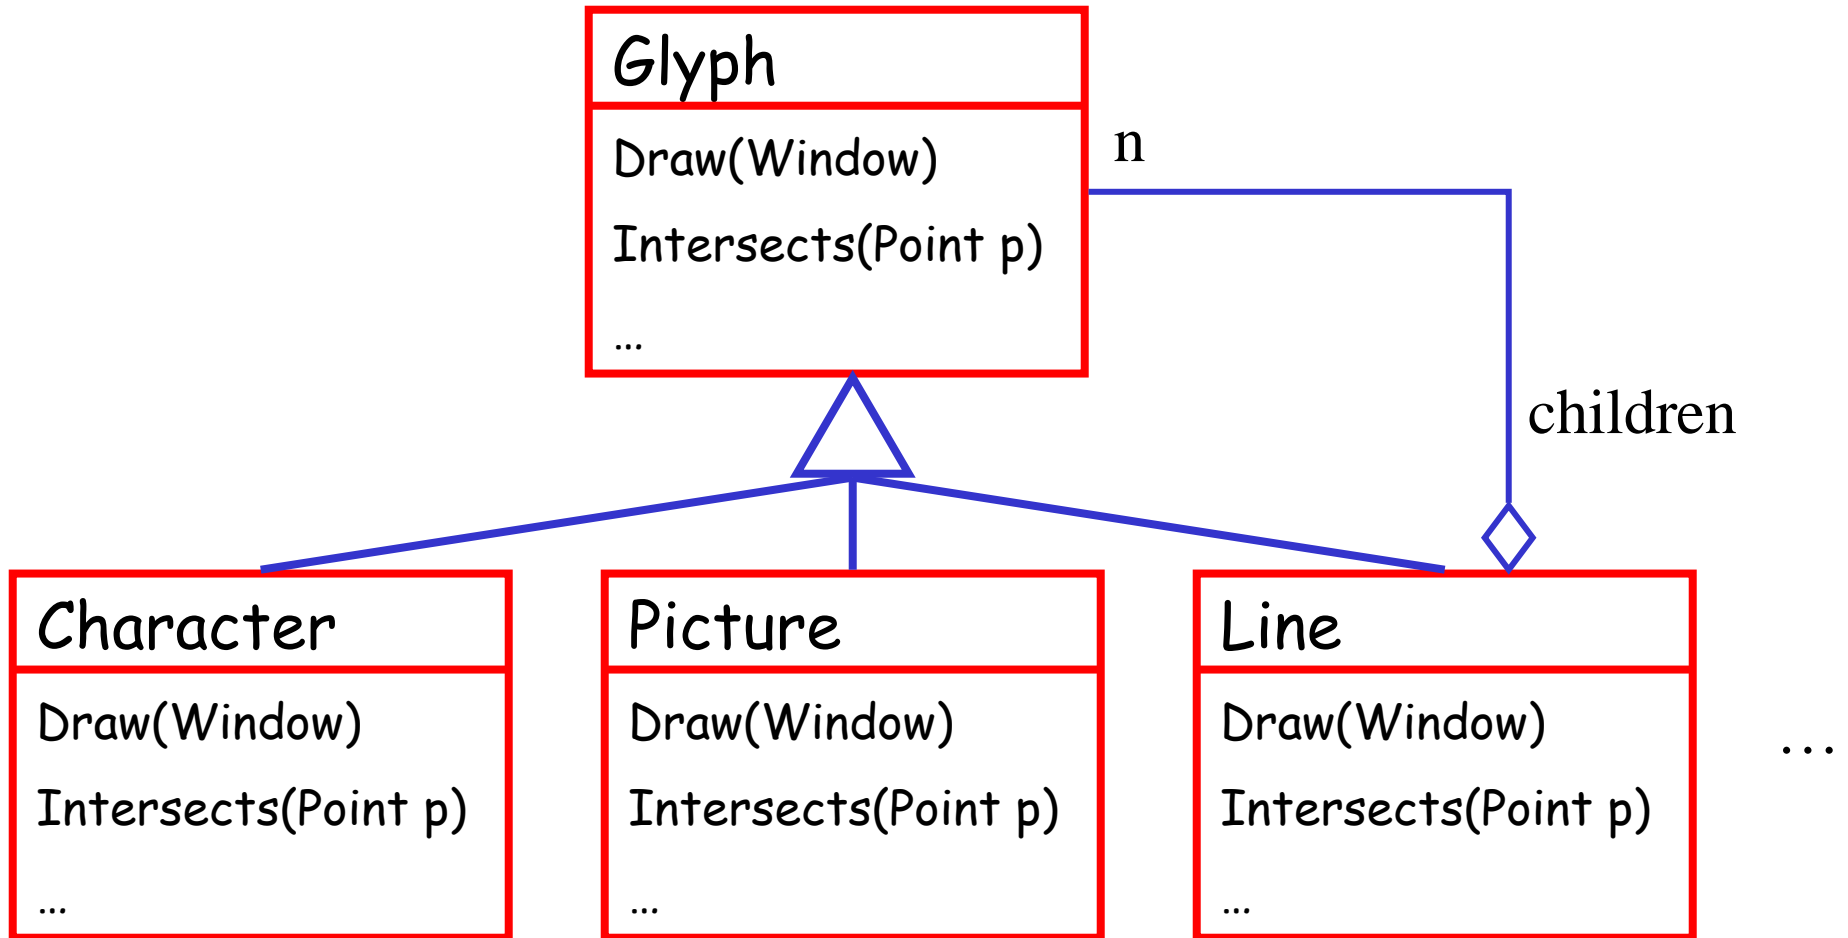 Glyph
Draw(Window)
Intersects(Point p)
...
n
children
Character
Draw(Window)
Intersects(Point p)
...
Picture
Draw(Window)
Intersects(Point p)
...
Line
Draw(Window)
Intersects(Point p)
...
...